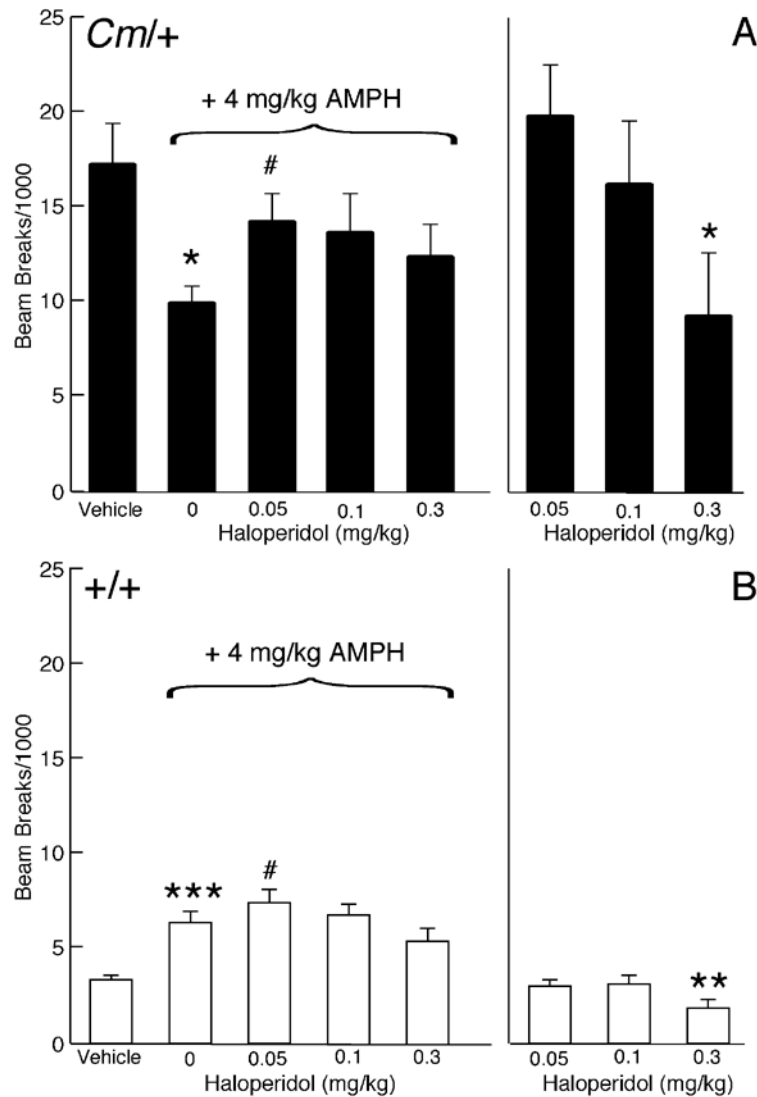 Cm/+
A
+ 4 mg/kg AMPH
25
20
15
10
5
0
Beam Breaks/1000
*
#
*
Vehicle 0 0.05 0.1 0.3
Haloperidol (mg/kg)
0.05 0.1 0.3
Haloperidol (mg/kg)
+/+
B
+ 4 mg/kg AMPH
25
20
15
10
5
0
Beam Breaks/1000
***
#
**
Vehicle 0 0.05 0.1 0.3
Haloperidol (mg/kg)
0.05 0.1 0.3
Haloperidol (mg/kg)